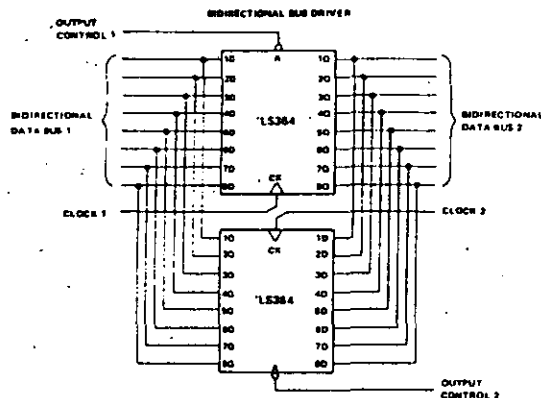 BIDIRECTIONAL BUS DRIVER
OUTPUT
CONTROL 1
1D
2D
3D
4D
5D
6D
7D
8D
1Q
2Q
3Q
4Q
5Q
6Q
7Q
8Q
BIDIRECTIONAL
DATA BUS 1
'LS364
CK
BIDIRECTIONAL
DATA BUS 2
CLOCK 1
CLOCK 2
CK
1Q
2Q
3Q
4Q
5Q
6Q
7Q
8Q
'LS364
1D
2D
3D
4D
5D
6D
7D
8D
OUTPUT
CONTROL 2